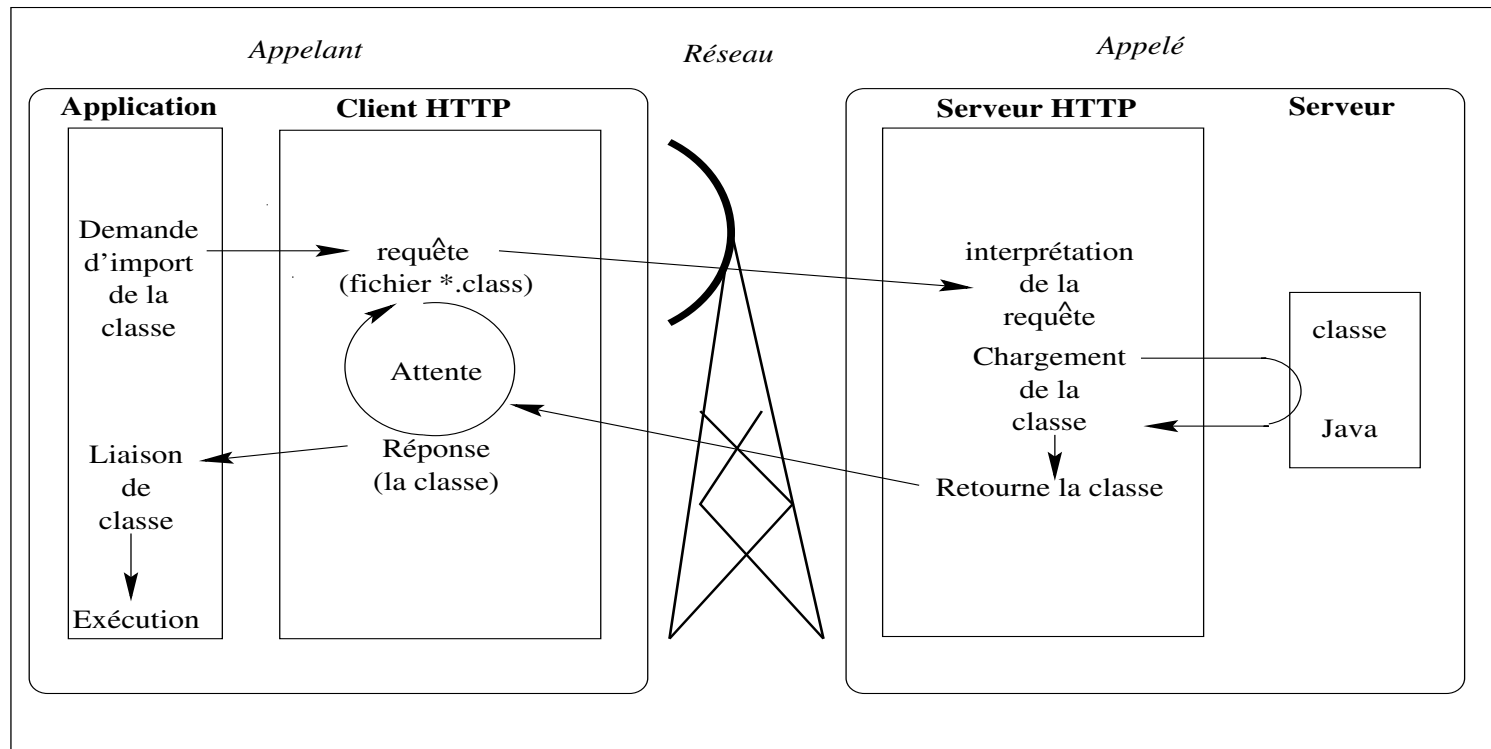 Appelant
Réseau
Appelé
Application
Client HTTP
Serveur HTTP
Serveur
Demande
d'import
de la
classe
requête
(fichier *.class)
Attente
Réponse
(la classe)
Liaison
de
classe
Exécution
interprétation
de la
requête
Chargement
de la
classe
Retourne la classe
classe
Java